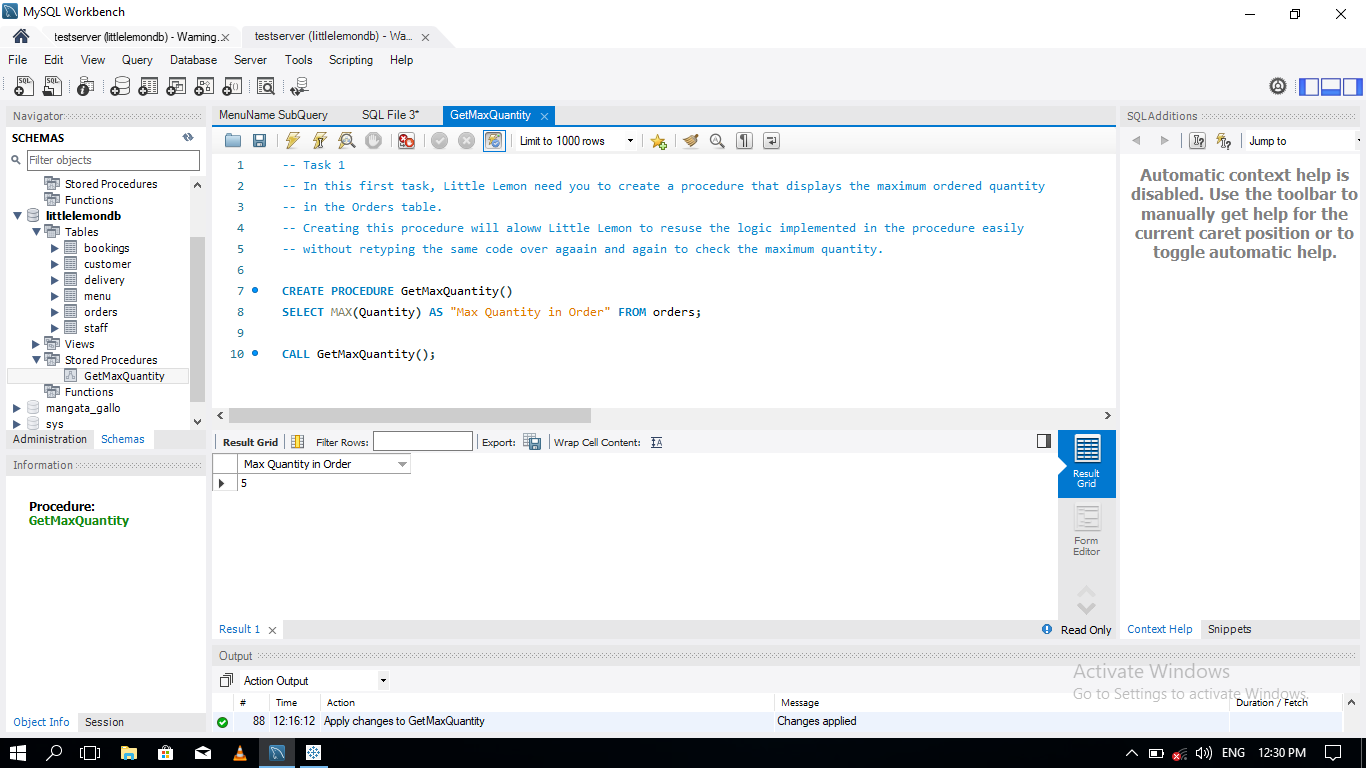 MySQL Workbench
testserver (littlelemondb) - Warning... testserver (littlelemondb) - Wa...
File Edit View Query Database Server Tools Scripting Help
Navigator
SCHEMAS
Filter objects
Stored Procedures
Functions
littlelemondb
Tables
bookings
customer
delivery
menu
orders
staff
Views
Stored Procedures
GetMaxQuantity
Functions
mangata_gallo
sys
Administration Schemas
Information
Procedure:
GetMaxQuantity
Object Info Session
MenuName SubQuery SQL File 3* GetMaxQuantity
Limit to 1000 rows
1 -- Task 1
2 -- In this first task, Little Lemon need you to create a procedure that displays the maximum ordered quantity
3 -- in the Orders table.
4 -- Creating this procedure will aloww Little Lemon to resuse the logic implemented in the procedure easily
5 -- without retyping the same code over agaain and again to check the maximum quantity.
6
7 CREATE PROCEDURE GetMaxQuantity()
8 SELECT MAX(Quantity) AS "Max Quantity in Order" FROM orders;
9
10 CALL GetMaxQuantity();
Result Grid Filter Rows: Export: Wrap Cell Content: IA
Max Quantity in Order
5
Result
Grid
Form
Editor
Result 1 Read Only
Output
Action Output
# Time Action Message Duration / Fetch
88 12:16:12 Apply changes to GetMaxQuantity Changes applied
SQLAdditions
Jump to
Automatic context help is
disabled. Use the toolbar to
manually get help for the
current caret position or to
toggle automatic help.
Context Help Snippets
Activate Windows
Go to Settings to activate Windows.
ENG 12:30 PM